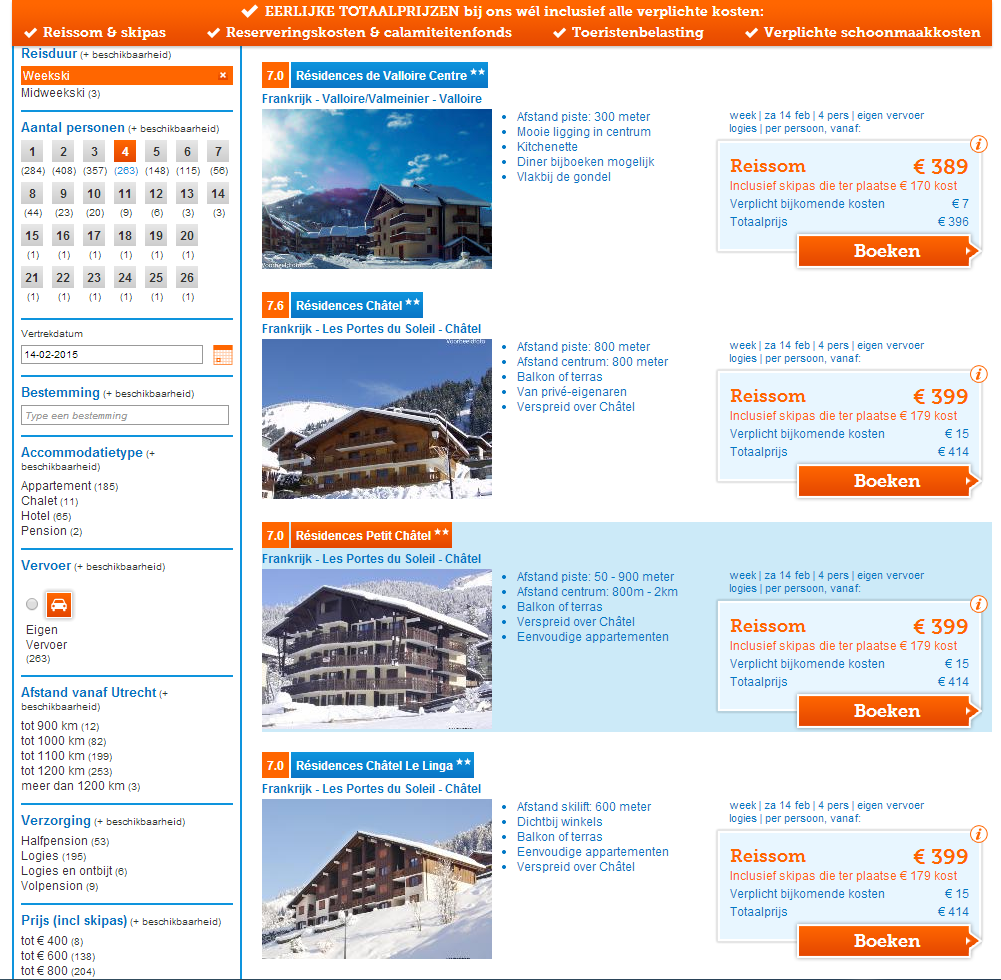 EERLIJKE TOTAALPRIJZEN bij ons wél inclusief alle verplichte kosten:
Reissom & skipas Reserveringskosten & calamiteitenfonds Toeristenbelasting Verplichte schoonmaakkosten
Reisduur (+ beschikbaarheid)
Weekski ×
Midweekski (3)
Aantal personen (+ beschikbaarheid)
1 2 3 4 5 6 7
(284) (408) (357) (263) (148) (115) (56)
8 9 10 11 12 13 14
(44) (23) (20) (9) (6) (3) (3)
15 16 17 18 19 20
(1) (1) (1) (1) (1) (1)
21 22 23 24 25 26
(1) (1) (1) (1) (1) (1)
Vertrekdatum
14-02-2015
Bestemming (+ beschikbaarheid)
Type een bestemming
Accommodatietype (+
beschikbaarheid)
Appartement (185)
Chalet (11)
Hotel (65)
Pension (2)
Vervoer (+ beschikbaarheid)
Eigen
Vervoer
(263)
Afstand vanaf Utrecht (+
beschikbaarheid)
tot 900 km (12)
tot 1000 km (82)
tot 1100 km (199)
tot 1200 km (253)
meer dan 1200 km (3)
Verzorging (+ beschikbaarheid)
Halfpension (53)
Logies (195)
Logies en ontbijt (6)
Volpension (9)
Prijs (incl skipas) (+ beschikbaarheid)
tot € 400 (8)
tot € 600 (138)
tot € 800 (204)
7.0 Résidences de Valloire Centre **
Frankrijk - Valloire/Valmeinier - Valloire
Voorbeeldfoto
• Afstand piste: 300 meter
• Mooie ligging in centrum
• Kitchenette
• Diner bijboeken mogelijk
• Vlakbij de gondel
week | za 14 feb | 4 pers | eigen vervoer
logies | per persoon, vanaf:
i
Reissom € 389
Inclusief skipas die ter plaatse € 170 kost
Verplicht bijkomende kosten € 7
Totaalprijs € 396
Boeken
7.6 Résidences Châtel **
Frankrijk - Les Portes du Soleil - Châtel
Voorbeeldfoto
• Afstand piste: 800 meter
• Afstand centrum: 800 meter
• Balkon of terras
• Van privé-eigenaren
• Verspreid over Châtel
week | za 14 feb | 4 pers | eigen vervoer
logies | per persoon, vanaf:
i
Reissom € 399
Inclusief skipas die ter plaatse € 179 kost
Verplicht bijkomende kosten € 15
Totaalprijs € 414
Boeken
7.0 Résidences Petit Châtel **
Frankrijk - Les Portes du Soleil - Châtel
• Afstand piste: 50 - 900 meter
• Afstand centrum: 800m - 2km
• Balkon of terras
• Verspreid over Châtel
• Eenvoudige appartementen
week | za 14 feb | 4 pers | eigen vervoer
logies | per persoon, vanaf:
i
Reissom € 399
Inclusief skipas die ter plaatse € 179 kost
Verplicht bijkomende kosten € 15
Totaalprijs € 414
Boeken
7.0 Résidences Châtel Le Linga **
Frankrijk - Les Portes du Soleil - Châtel
• Afstand skilift: 600 meter
• Dichtbij winkels
• Balkon of terras
• Eenvoudige appartementen
• Verspreid over Châtel
week | za 14 feb | 4 pers | eigen vervoer
logies | per persoon, vanaf:
i
Reissom € 399
Inclusief skipas die ter plaatse € 179 kost
Verplicht bijkomende kosten € 15
Totaalprijs € 414
Boeken